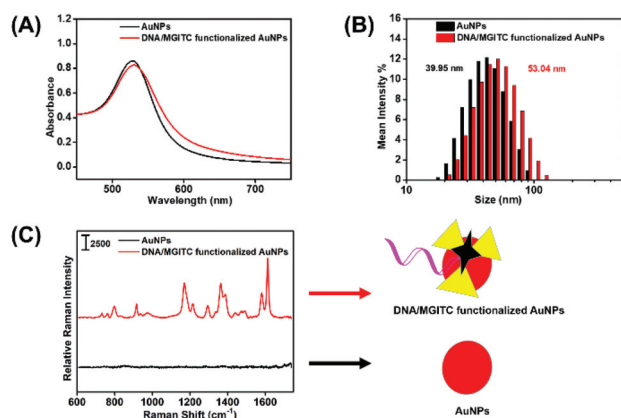 (A)
AuNPs
DNA/MGITC functionalized AuNPs
1.2
1.0
0.8
0.6
0.4
0.2
0.0
Absorbance
500
600
700
Wavelength (nm)
(B)
AuNPs
DNA/MGITC functionalized AuNPs
39.95 nm
53.04 nm
14
12
10
8
6
4
2
0
Mean Intensity %
10
100
Size (nm)
(C)
2500
AuNPs
DNA/MGITC functionalized AuNPs
Relative Raman Intensity
600
800
1000
1200
1400
1600
Raman Shift (cm-1)
DNA/MGITC functionalized AuNPs
AuNPs